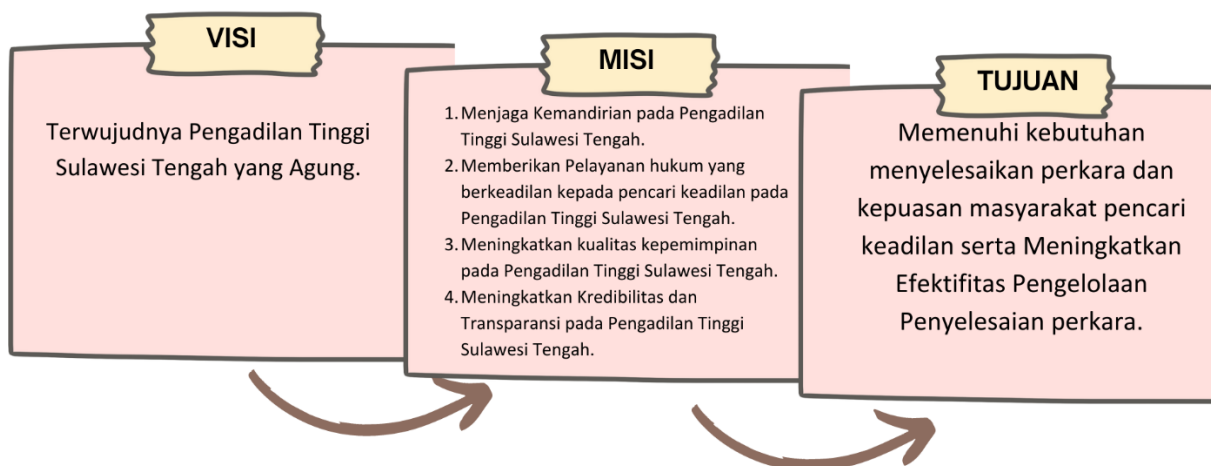 VISI
Terwujudnya Pengadilan Tinggi
Sulawesi Tengah yang Agung.
MISI
1. Menjaga Kemandirian pada Pengadilan
Tinggi Sulawesi Tengah.
2. Memberikan Pelayanan hukum yang
berkeadilan kepada pencari keadilan pada
Pengadilan Tinggi Sulawesi Tengah.
3. Meningkatkan kualitas kepemimpinan
pada Pengadilan Tinggi Sulawesi Tengah.
4. Meningkatkan Kredibilitas dan
Transparansi pada Pengadilan Tinggi
Sulawesi Tengah.
TUJUAN
Memenuhi kebutuhan
menyelesaikan perkara dan
kepuasan masyarakat pencari
keadilan serta Meningkatkan
Efektifitas Pengelolaan
Penyelesaian perkara.